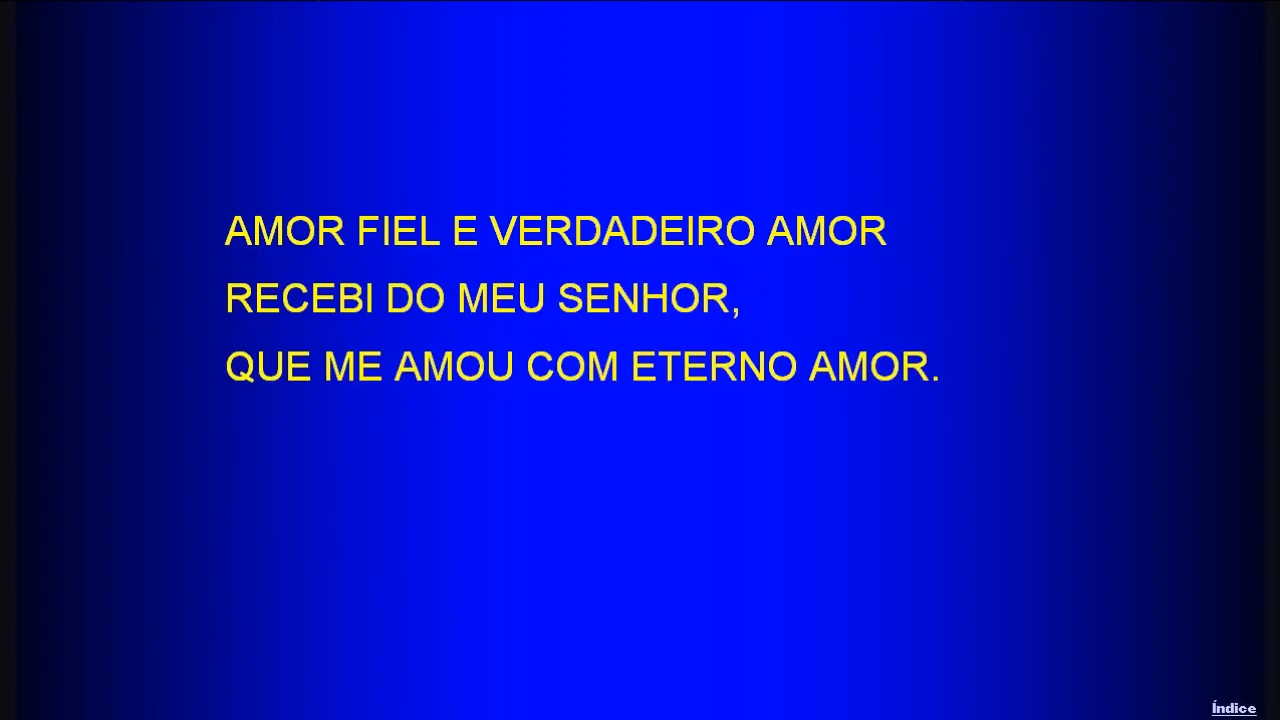 AMOR FIEL E VERDADEIRO AMOR
RECEBI DO MEU SENHOR,
QUE ME AMOU COM ETERNO AMOR.
Índice